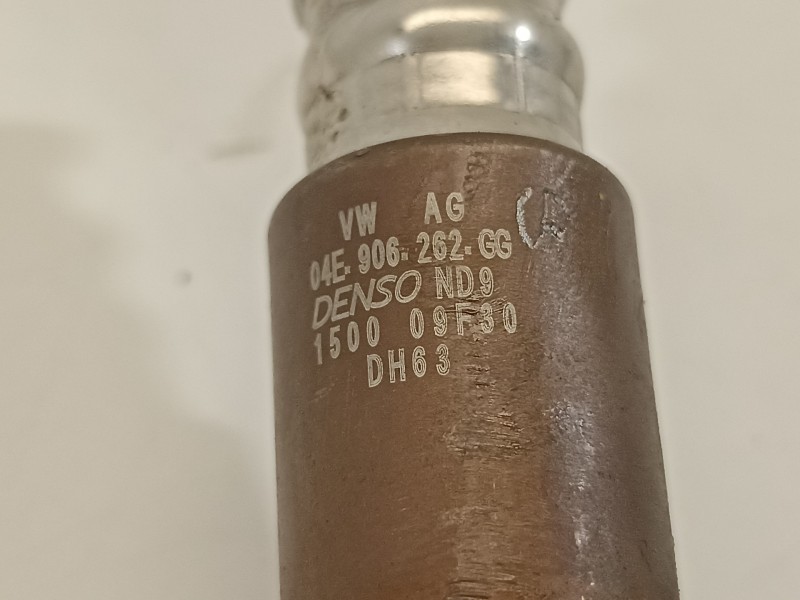 VW AG
04E.906.262.GG
DENSO ND9
1500 09F30
DH63